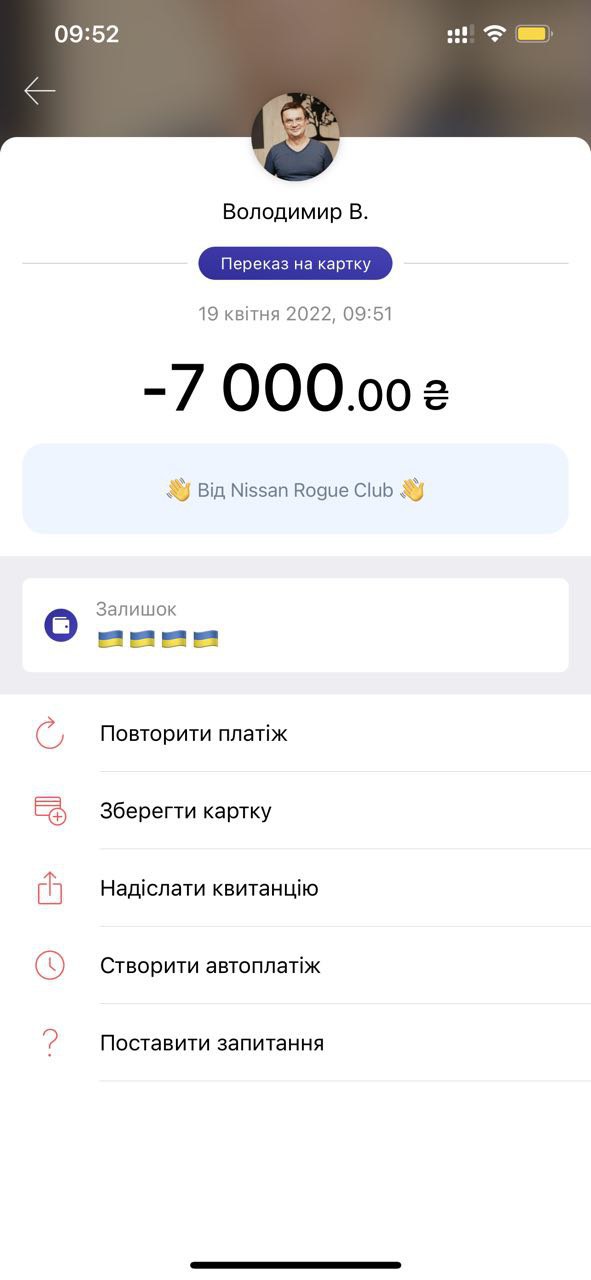 09:52
Володимир В.
Переказ на картку
19 квітня 2022, 09:51
-7 000.00 ₴
👋 Від Nissan Rogue Club 👋
Залишок
🇺🇦 🇺🇦 🇺🇦 🇺🇦
Повторити платіж
Зберегти картку
Надіслати квитанцію
Створити автоплатіж
Поставити запитання